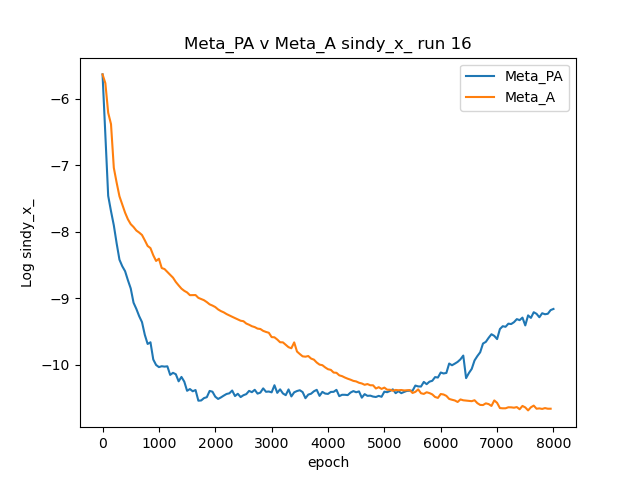 Meta_PA v Meta_A sindy_x_ run 16
Meta_PA
Meta_A
Log sindy_x_
−6
−7
−8
−9
−10
0 1000 2000 3000 4000 5000 6000 7000 8000
epoch